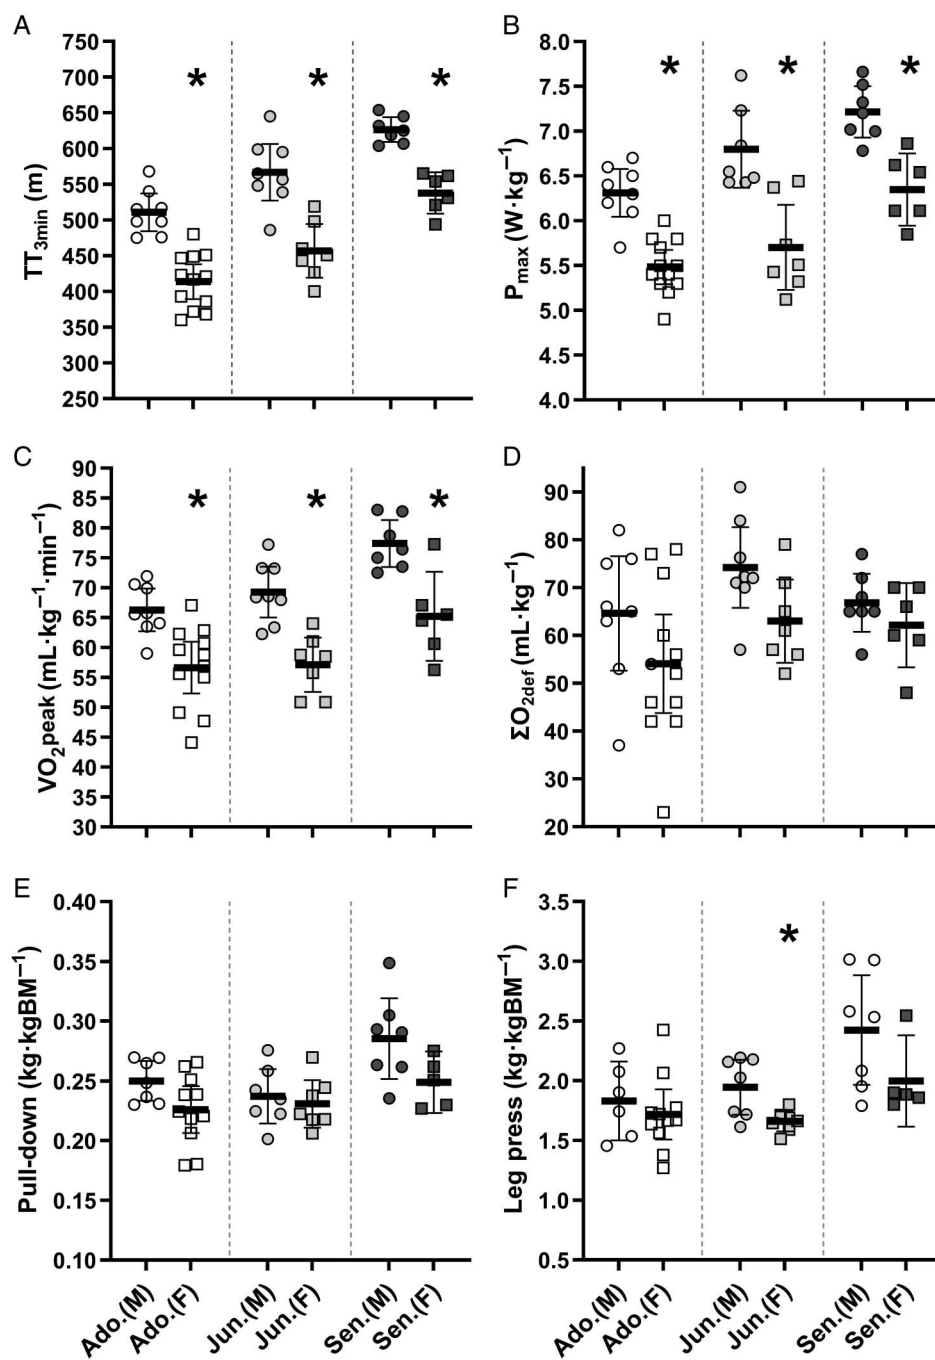 A
TT3min (m)
750
700
650
600
550
500
450
400
350
300
250
*
*
*
B
Pmax (W·kg−1)
8.0
7.5
7.0
6.5
6.0
5.5
5.0
4.5
4.0
*
*
*
C
VO2peak (mL·kg−1·min−1)
90
85
80
75
70
65
60
55
50
45
40
35
30
*
*
*
D
ΣO2def (mL·kg−1)
90
80
70
60
50
40
30
20
E
Pull-down (kg·kgBM−1)
0.40
0.35
0.30
0.25
0.20
0.15
0.10
Ado.(M)
Ado.(F)
Jun.(M)
Jun.(F)
Sen.(M)
Sen.(F)
F
Leg press (kg·kgBM−1)
3.5
3.0
2.5
2.0
1.5
1.0
0.5
*
Ado.(M)
Ado.(F)
Jun.(M)
Jun.(F)
Sen.(M)
Sen.(F)